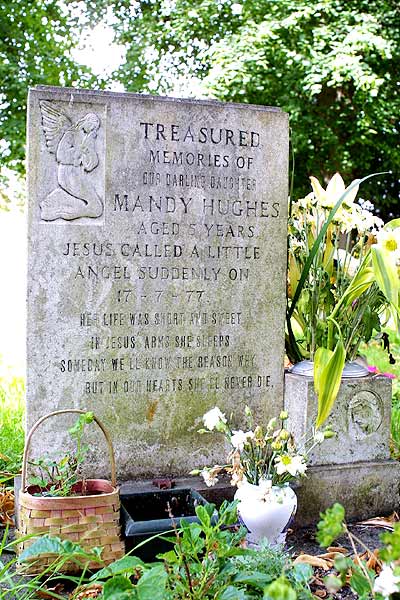 TREASURED
MEMORIES OF
OUR DARLING DAUGHTER
MANDY HUGHES
AGED 5 YEARS.
JESUS CALLED A LITTLE
ANGEL SUDDENLY ON
17-7-77.
HER LIFE WAS SHORT AND SWEET.
IN JESUS' ARMS SHE SLEEPS
SOMEDAY WE'LL KNOW THE REASON WHY.
BUT IN OUR HEARTS SHE'LL NEVER DIE.